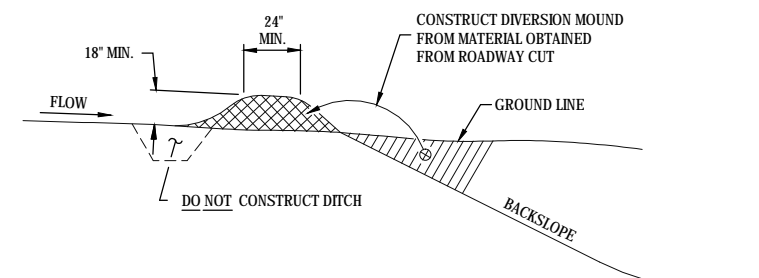 24"
MIN.
18" MIN.
CONSTRUCT DIVERSION MOUND
FROM MATERIAL OBTAINED
FROM ROADWAY CUT
FLOW
GROUND LINE
DO NOT CONSTRUCT DITCH
BACKSLOPE